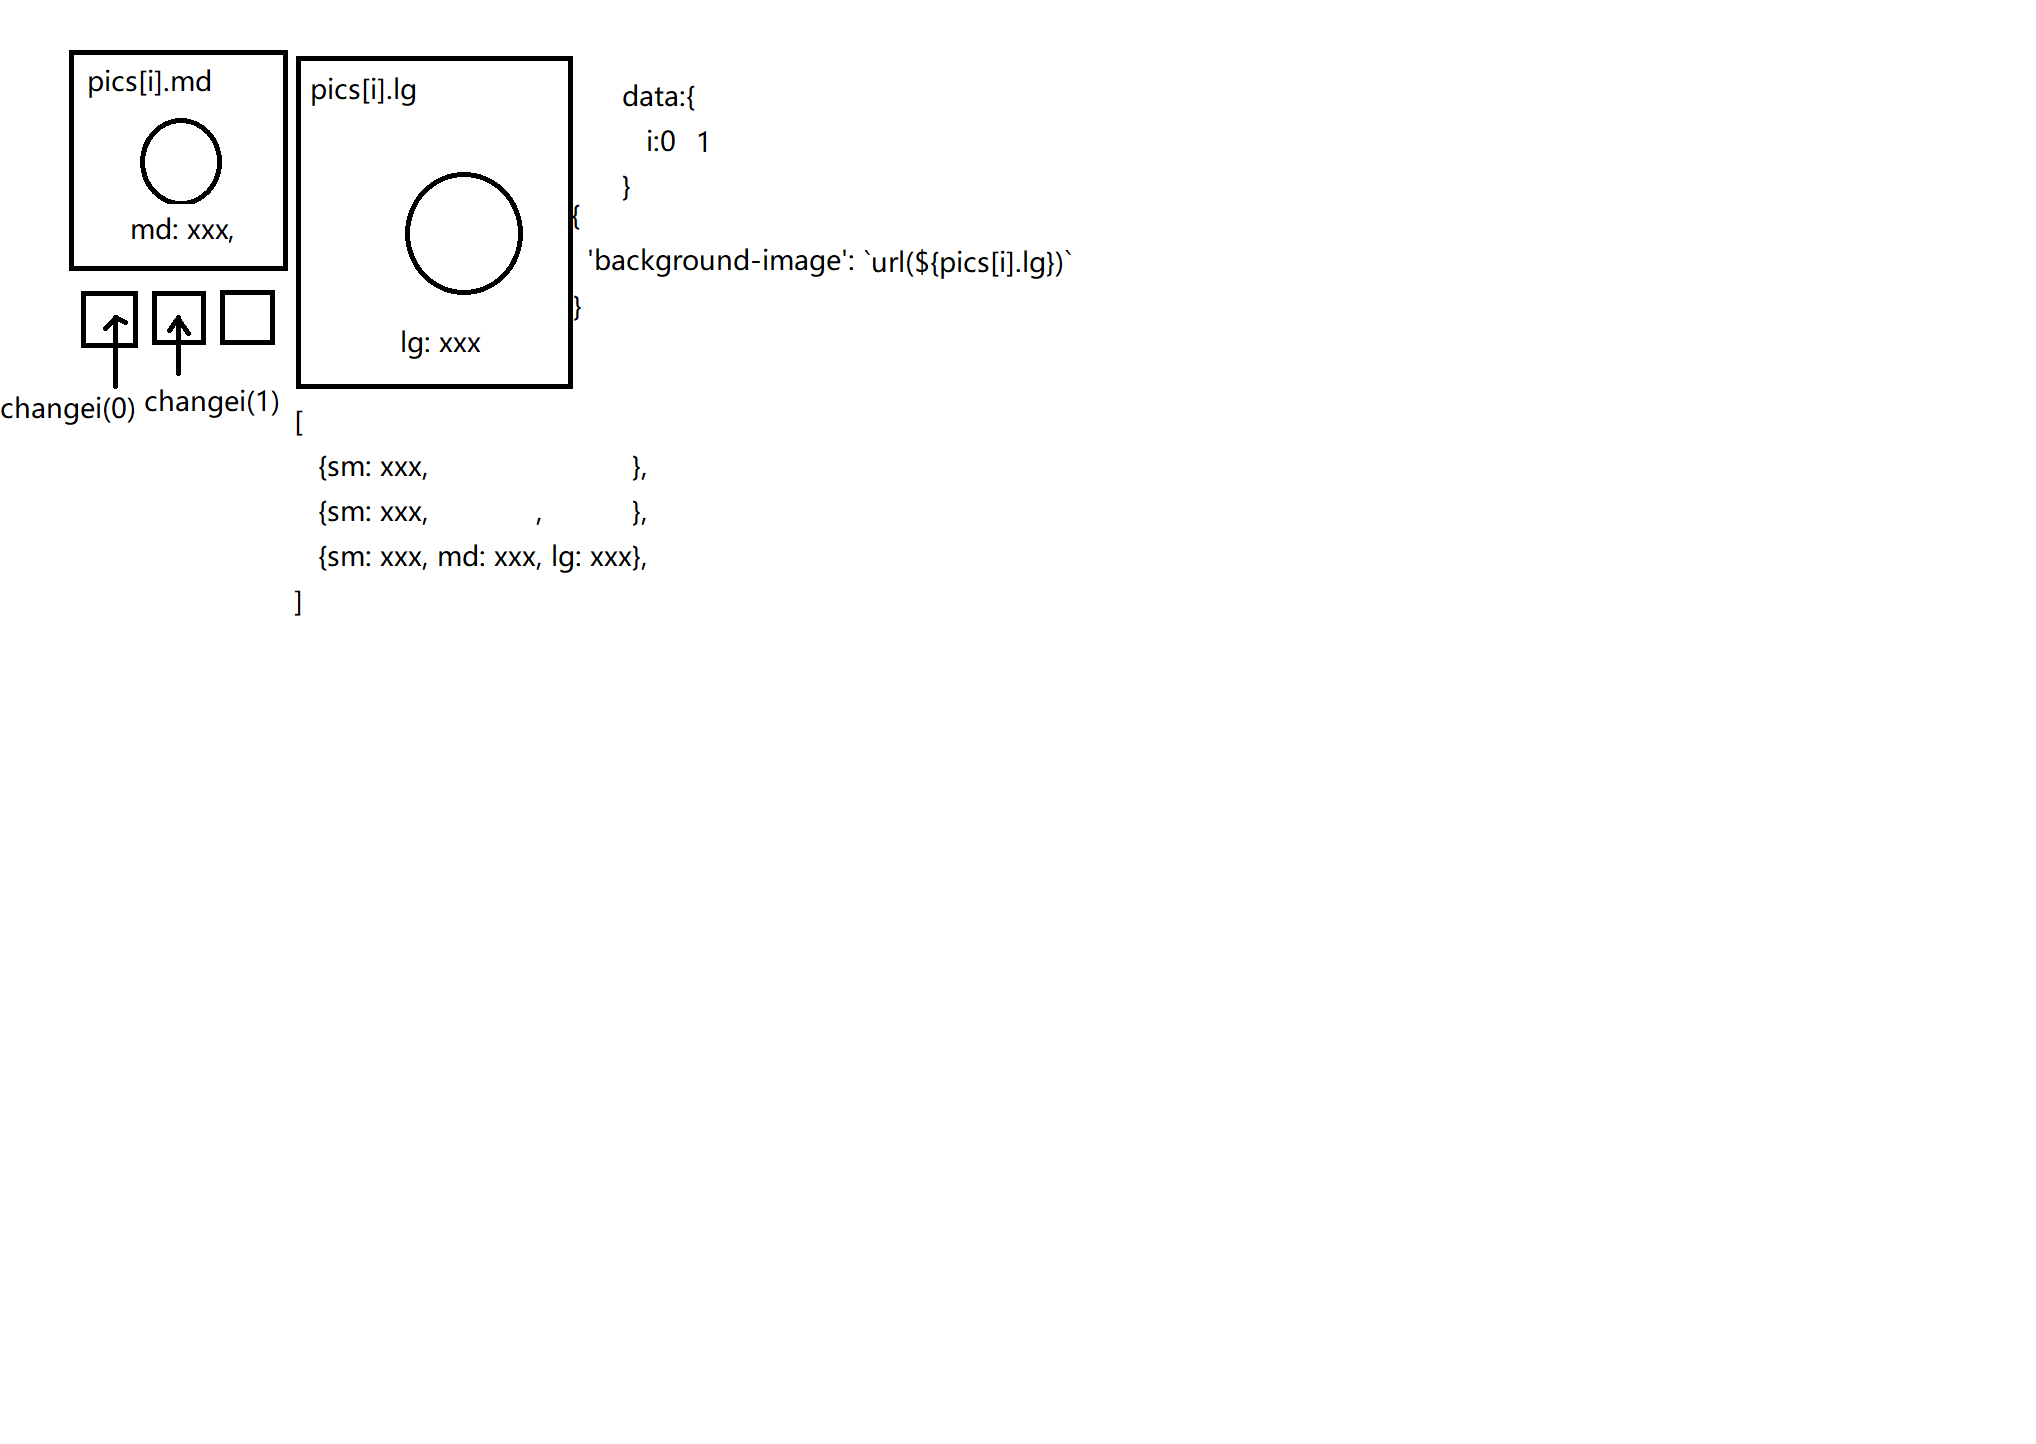 pics[i].md
md: xxx,
changei(0)
changei(1)
pics[i].lg
lg: xxx
data:{
i:0 1
}
{
'background-image': `url(${pics[i].lg})`
}
[
{sm: xxx, },
{sm: xxx, , },
{sm: xxx, md: xxx, lg: xxx},
]